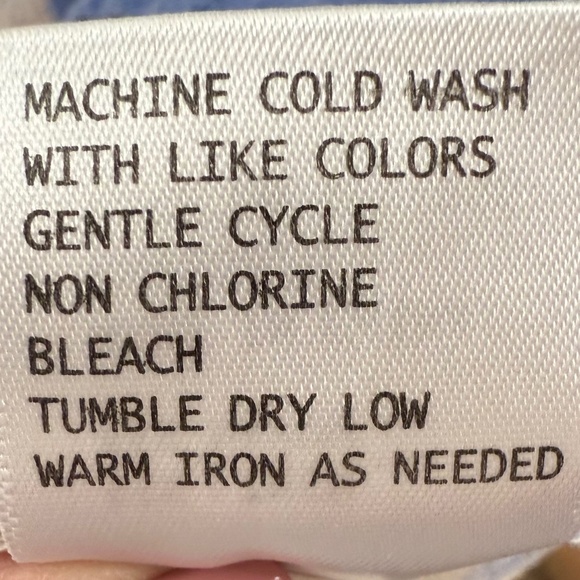 MACHINE COLD WASH
WITH LIKE COLORS
GENTLE CYCLE
NON CHLORINE
BLEACH
TUMBLE DRY LOW
WARM IRON AS NEEDED